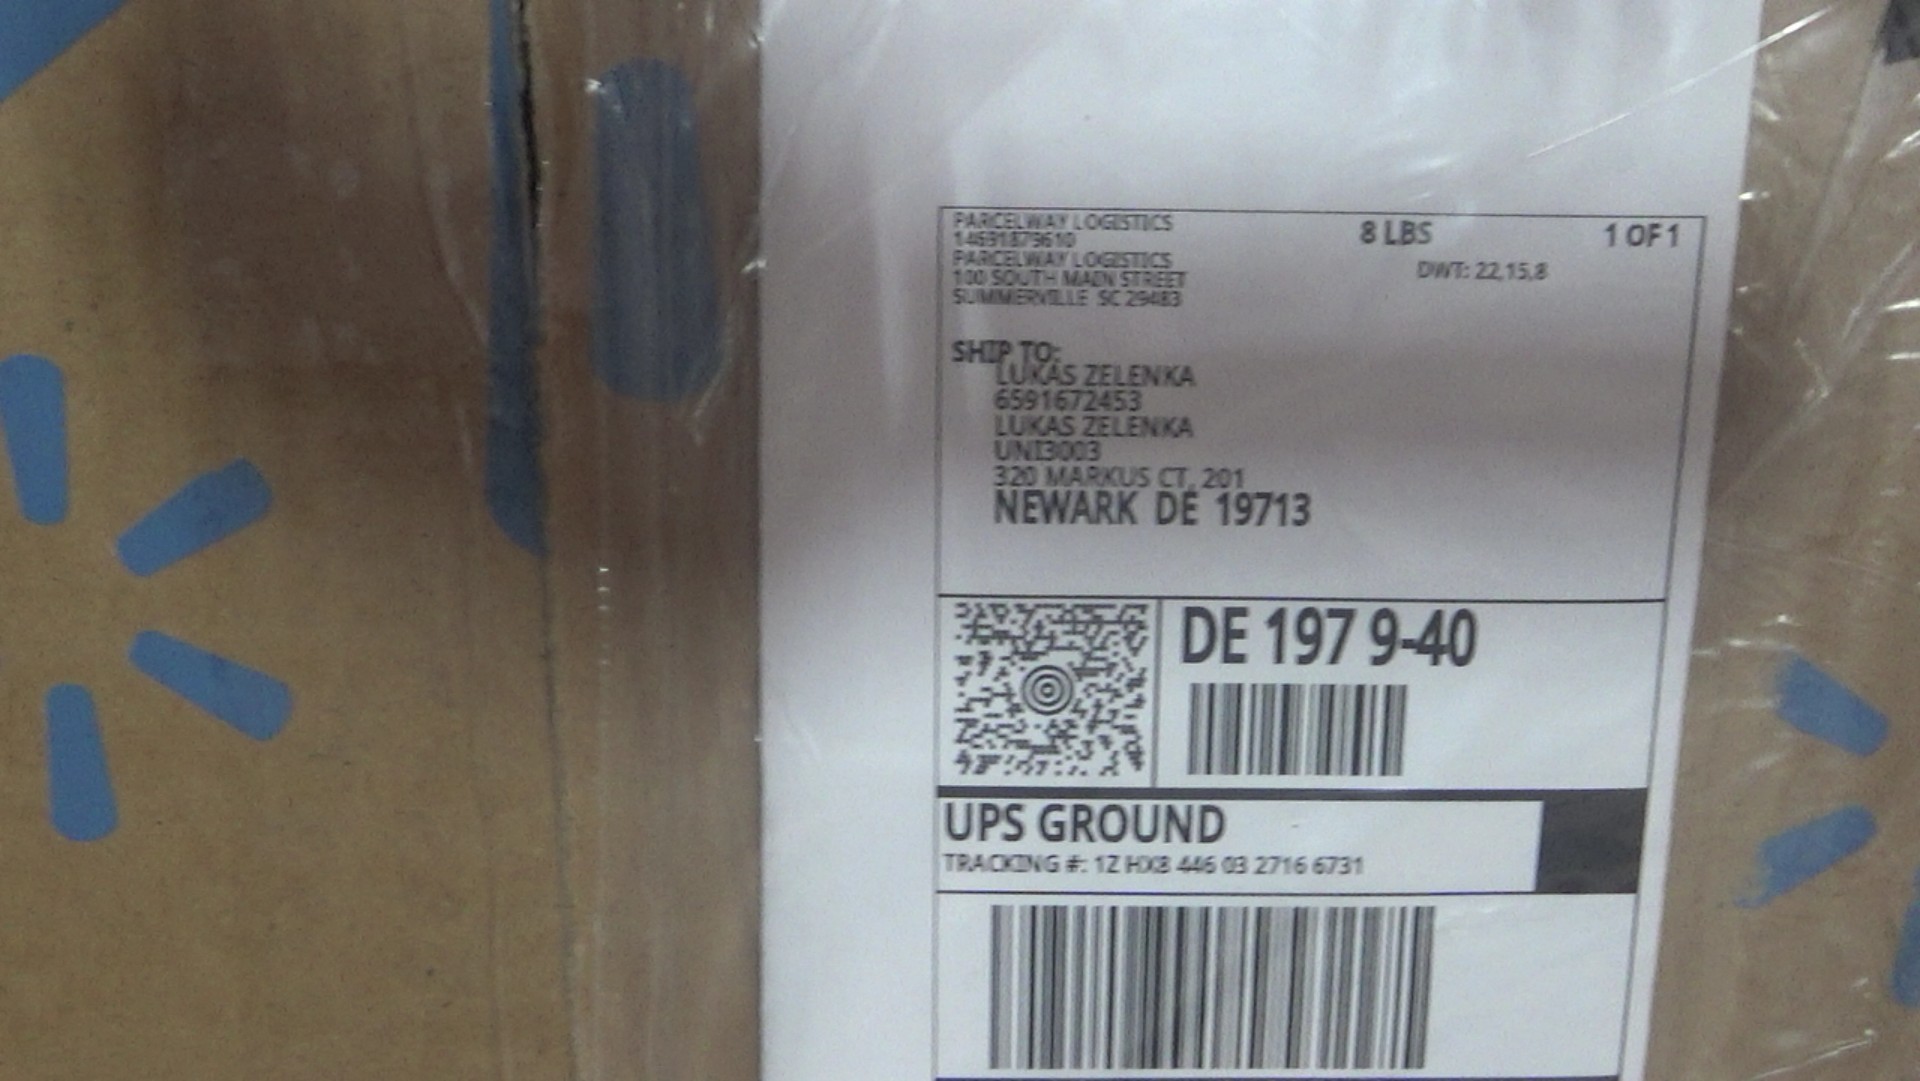 PARCELWAY LOGISTICS
14691879610
PARCELWAY LOGISTICS
100 SOUTH MAIN STREET
SUMMERVILLE SC 29483
8 LBS
1 OF 1
DWT: 22,15,8
SHIP TO:
LUKAS ZELENKA
6591672453
LUKAS ZELENKA
UNI3003
320 MARKUS CT, 201
NEWARK DE 19713
DE 197 9-40
UPS GROUND
TRACKING #: 1Z HX8 446 03 2716 6731